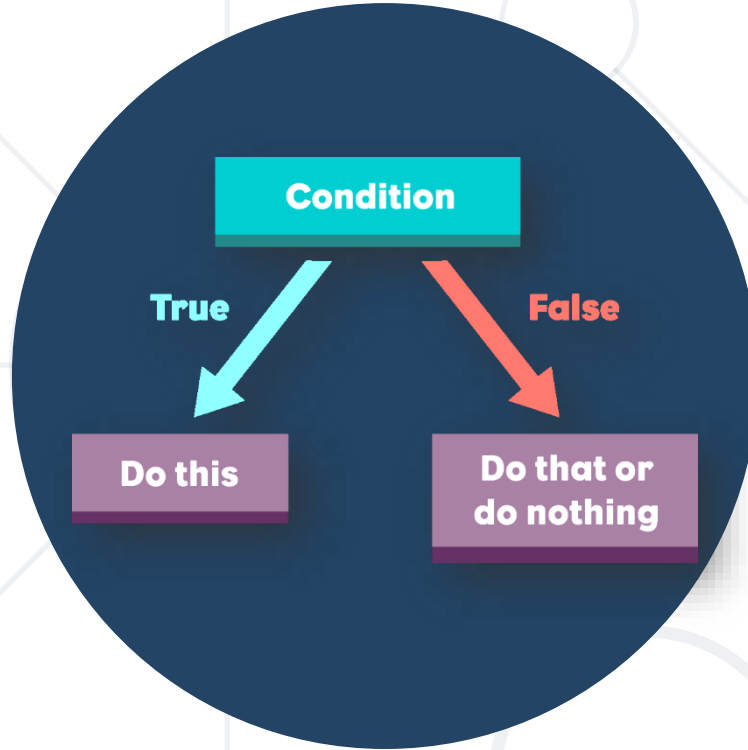 Condition
True
False
Do this
Do that or
do nothing